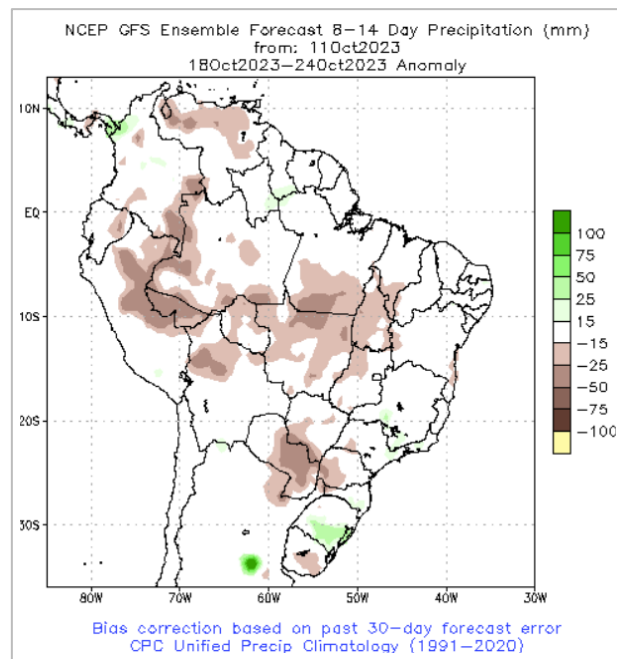 NCEP GFS Ensemble Forecast 8-14 Day Precipitation (mm)
from: 11Oct2023
18Oct2023-24Oct2023 Anomaly
10N
EQ
10S
20S
30S
80W 70W 60W 50W 40W 30W
100
75
50
25
15
-15
-25
-50
-75
-100
Bias correction based on past 30-day forecast error
CPC Unified Precip Climatology (1991-2020)